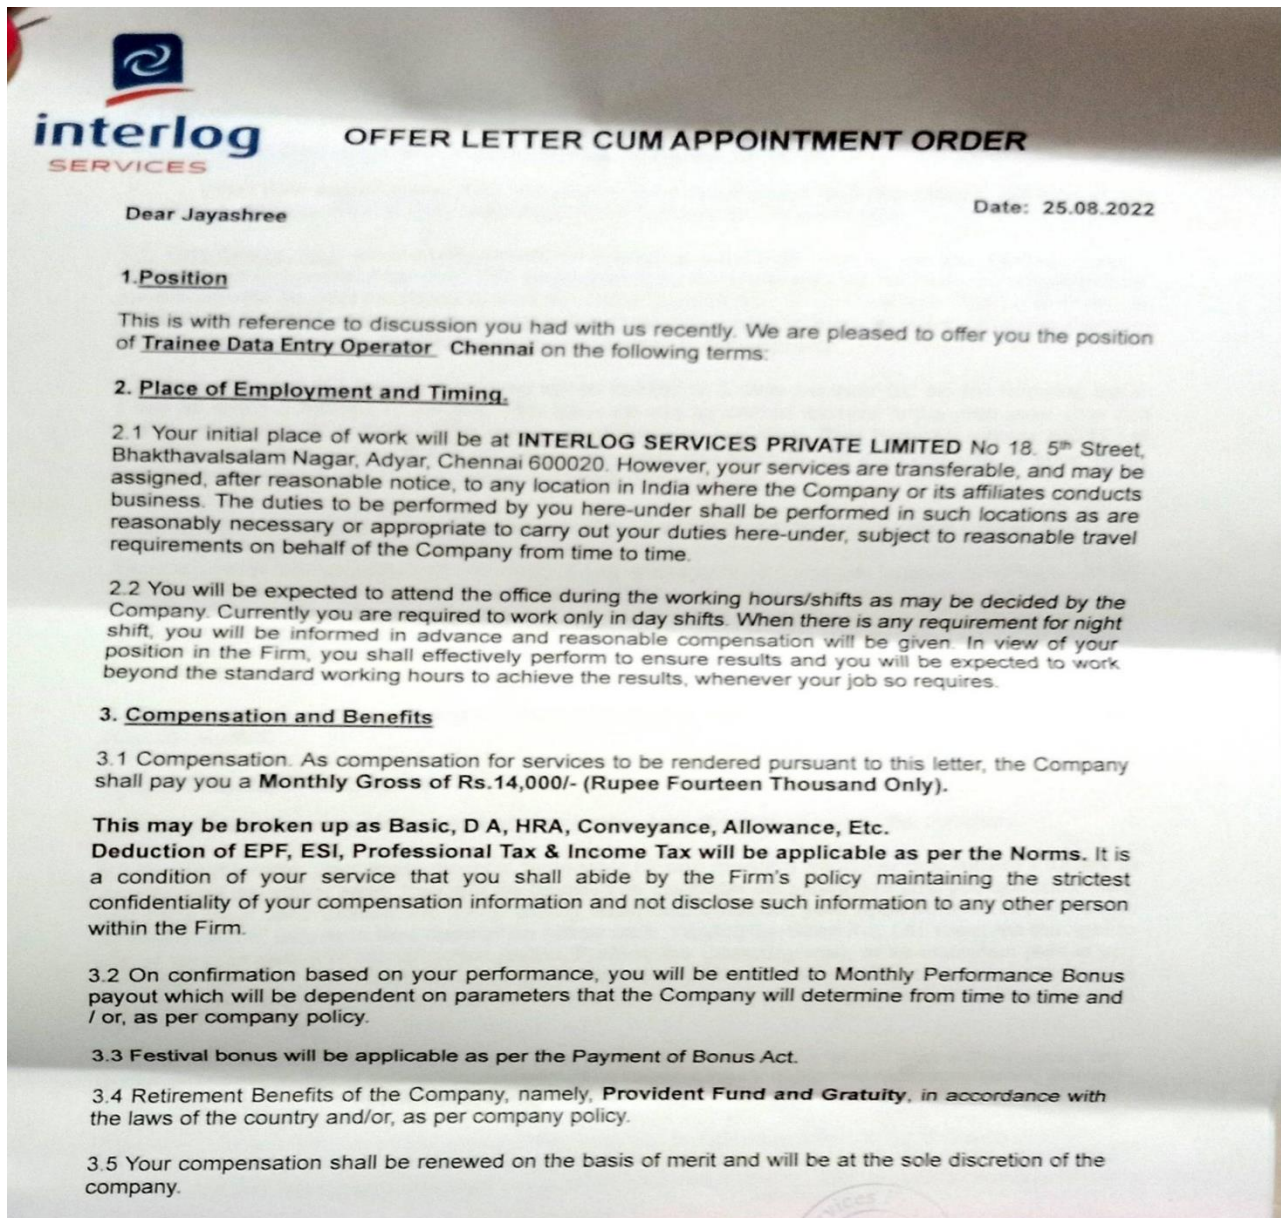 interlog
SERVICES
OFFER LETTER CUM APPOINTMENT ORDER
Dear Jayashree
Date: 25.08.2022
1.Position
This is with reference to discussion you had with us recently. We are pleased to offer you the position
of Trainee Data Entry Operator Chennai on the following terms:
2. Place of Employment and Timing.
2.1 Your initial place of work will be at INTERLOG SERVICES PRIVATE LIMITED No 18. 5th Street,
Bhakthavalsalam Nagar, Adyar, Chennai 600020. However, your services are transferable, and may be
assigned, after reasonable notice, to any location in India where the Company or its affiliates conducts
business. The duties to be performed by you here-under shall be performed in such locations as are
reasonably necessary or appropriate to carry out your duties here-under, subject to reasonable travel
requirements on behalf of the Company from time to time.
2.2 You will be expected to attend the office during the working hours/shifts as may be decided by the
Company. Currently you are required to work only in day shifts. When there is any requirement for night
shift, you will be informed in advance and reasonable compensation will be given. In view of your
position in the Firm, you shall effectively perform to ensure results and you will be expected to work
beyond the standard working hours to achieve the results, whenever your job so requires.
3. Compensation and Benefits
3.1 Compensation. As compensation for services to be rendered pursuant to this letter, the Company
shall pay you a Monthly Gross of Rs.14,000/- (Rupee Fourteen Thousand Only).
This may be broken up as Basic, D A, HRA, Conveyance, Allowance, Etc.
Deduction of EPF, ESI, Professional Tax & Income Tax will be applicable as per the Norms. It is
a condition of your service that you shall abide by the Firm's policy maintaining the strictest
confidentiality of your compensation information and not disclose such information to any other person
within the Firm.
3.2 On confirmation based on your performance, you will be entitled to Monthly Performance Bonus
payout which will be dependent on parameters that the Company will determine from time to time and
/ or, as per company policy.
3.3 Festival bonus will be applicable as per the Payment of Bonus Act.
3.4 Retirement Benefits of the Company, namely, Provident Fund and Gratuity, in accordance with
the laws of the country and/or, as per company policy.
3.5 Your compensation shall be renewed on the basis of merit and will be at the sole discretion of the
company.